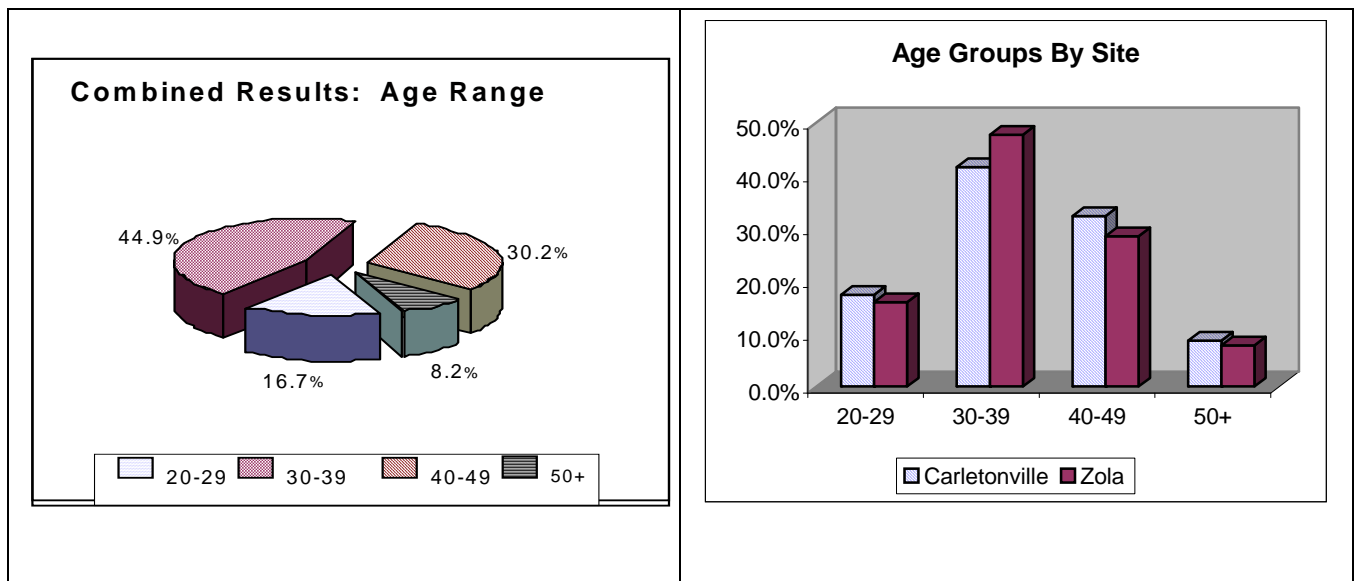 Combined Results: Age Range
44.9%
30.2%
16.7%
8.2%
20-29 30-39 40-49 50+
Age Groups By Site
50.0%
40.0%
30.0%
20.0%
10.0%
0.0%
20-29 30-39 40-49 50+
Carletonville Zola